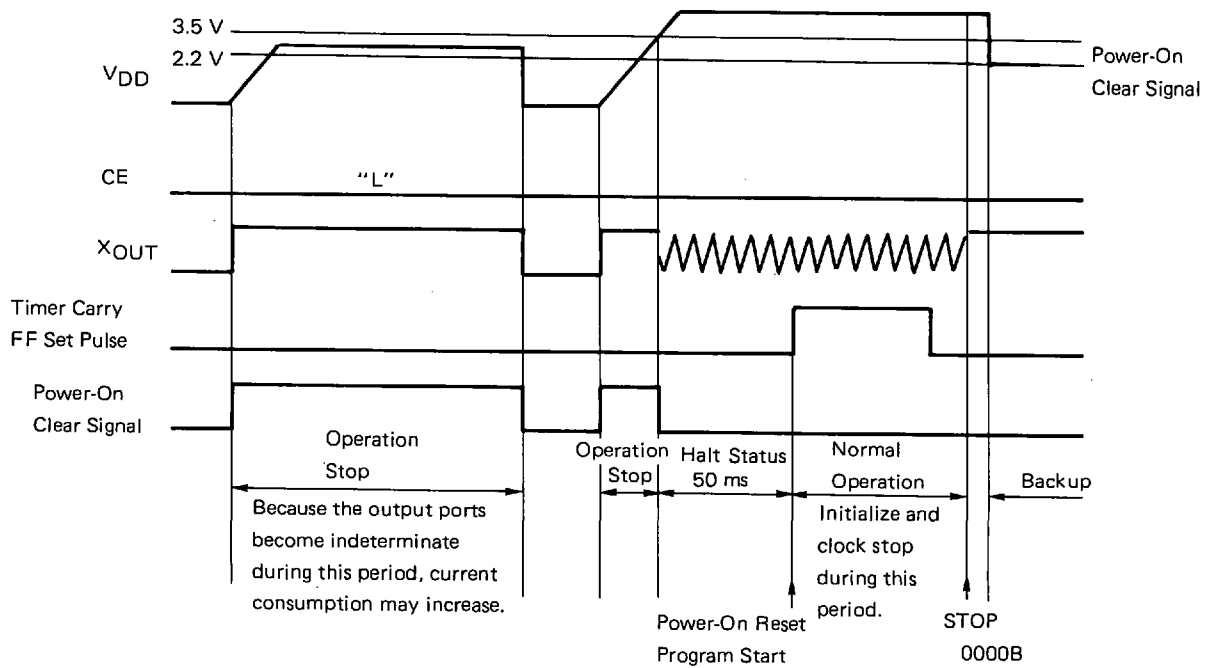 3.5 V
2.2 V
VDD
Power-On
Clear Signal
CE
"L"
XOUT
Timer Carry
FF Set Pulse
Power-On
Clear Signal
Operation
Stop
Operation
Stop
Halt Status
50 ms
Normal
Operation
Backup
Because the output ports
become indeterminate
during this period, current
consumption may increase.
Initialize and
clock stop
during this
period.
Power-On Reset
Program Start
STOP
0000B